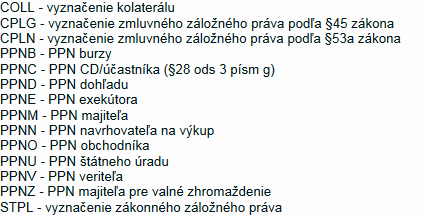 COLL - vyznačenie kolaterálu
CPLG - vyznačenie zmluvného záložného práva podľa §45 zákona
CPLN - vyznačenie zmluvného záložného práva podľa §53a zákona
PPNB - PPN burzy
PPNC - PPN CD/účastníka (§28 ods 3 písm g)
PPND - PPN dohľadu
PPNE - PPN exekútora
PPNM - PPN majiteľa
PPNN - PPN navrhovateľa na výkup
PPNO - PPN obchodníka
PPNU - PPN štátneho úradu
PPNV - PPN veriteľa
PPNZ - PPN majiteľa pre valné zhromaždenie
STPL - vyznačenie zákonného záložného práva